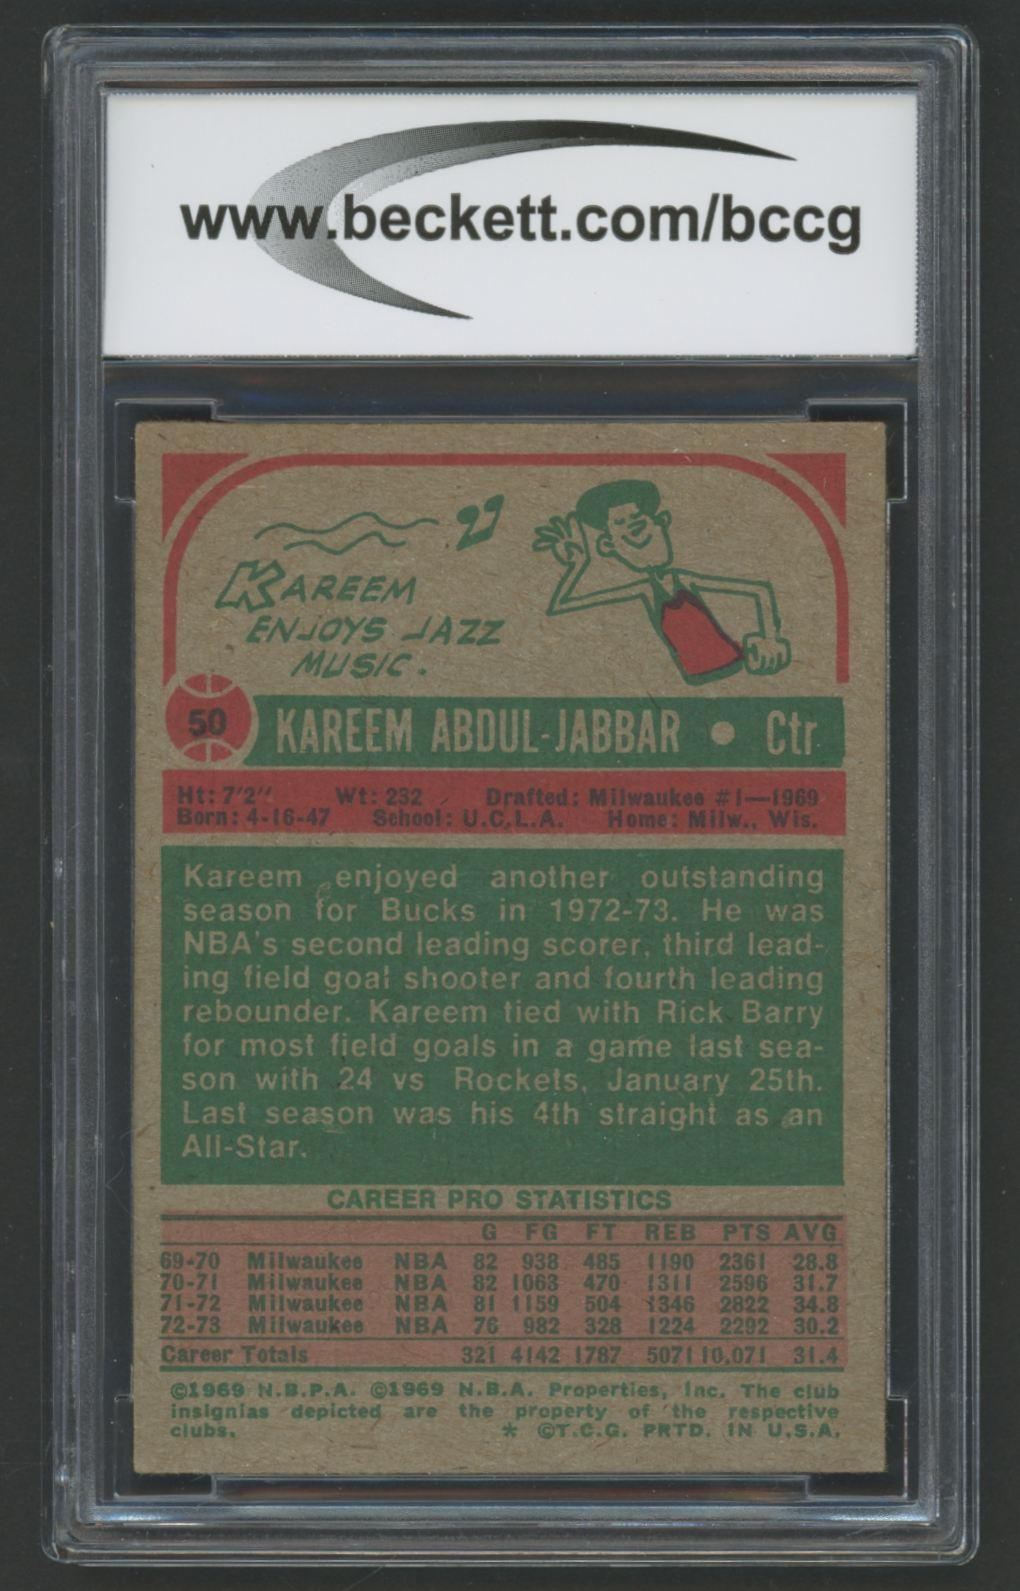 www.beckett.com/bccg
KAREEM
ENJOYS JAZZ
MUSIC.
50 KAREEM ABDUL-JABBAR • Ctr
Ht: 7'2" Wt: 232 Drafted: Milwaukee #1—1969
Born: 4-16-47 School: U.C.L.A. Home: Milw., Wis.
Kareem enjoyed another outstanding
season for Bucks in 1972-73. He was
NBA's second leading scorer, third lead-
ing field goal shooter and fourth leading
rebounder. Kareem tied with Rick Barry
for most field goals in a game last sea-
son with 24 vs Rockets, January 25th.
Last season was his 4th straight as an
All-Star.
CAREER PRO STATISTICS
G FG FT REB PTS AVG
69-70 Milwaukee NBA 82 938 485 1190 2361 28.8
70-71 Milwaukee NBA 82 1063 470 1311 2596 31.7
71-72 Milwaukee NBA 81 1159 504 1346 2822 34.8
72-73 Milwaukee NBA 76 982 328 1224 2292 30.2
Career Totals 321 4142 1787 5071 10,071 31.4
©1969 N.B.P.A. ©1969 N.B.A. Properties, Inc. The club
insignias depicted are the property of the respective
clubs. * ©T.C.G. PRTD. IN U.S.A.